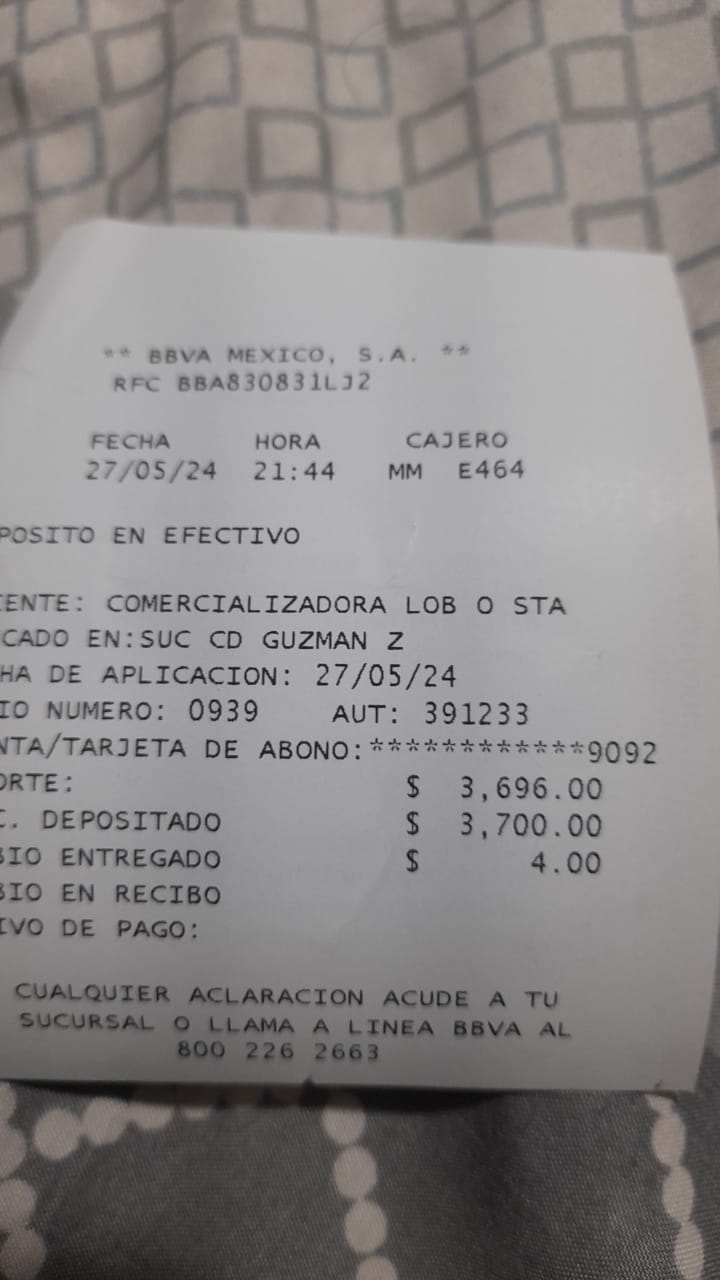 ** BBVA MEXICO, S.A. **
RFC BBA830831LJ2
FECHA HORA CAJERO
27/05/24 21:44 MM E464
POSITO EN EFECTIVO
IENTE: COMERCIALIZADORA LOB O STA
CADO EN:SUC CD GUZMAN Z
HA DE APLICACION: 27/05/24
IO NUMERO: 0939 AUT: 391233
NTA/TARJETA DE ABONO:************9092
ORTE: $ 3,696.00
C. DEPOSITADO $ 3,700.00
BIO ENTREGADO $ 4.00
BIO EN RECIBO
IVO DE PAGO:
CUALQUIER ACLARACION ACUDE A TU
SUCURSAL O LLAMA A LINEA BBVA AL
800 226 2663